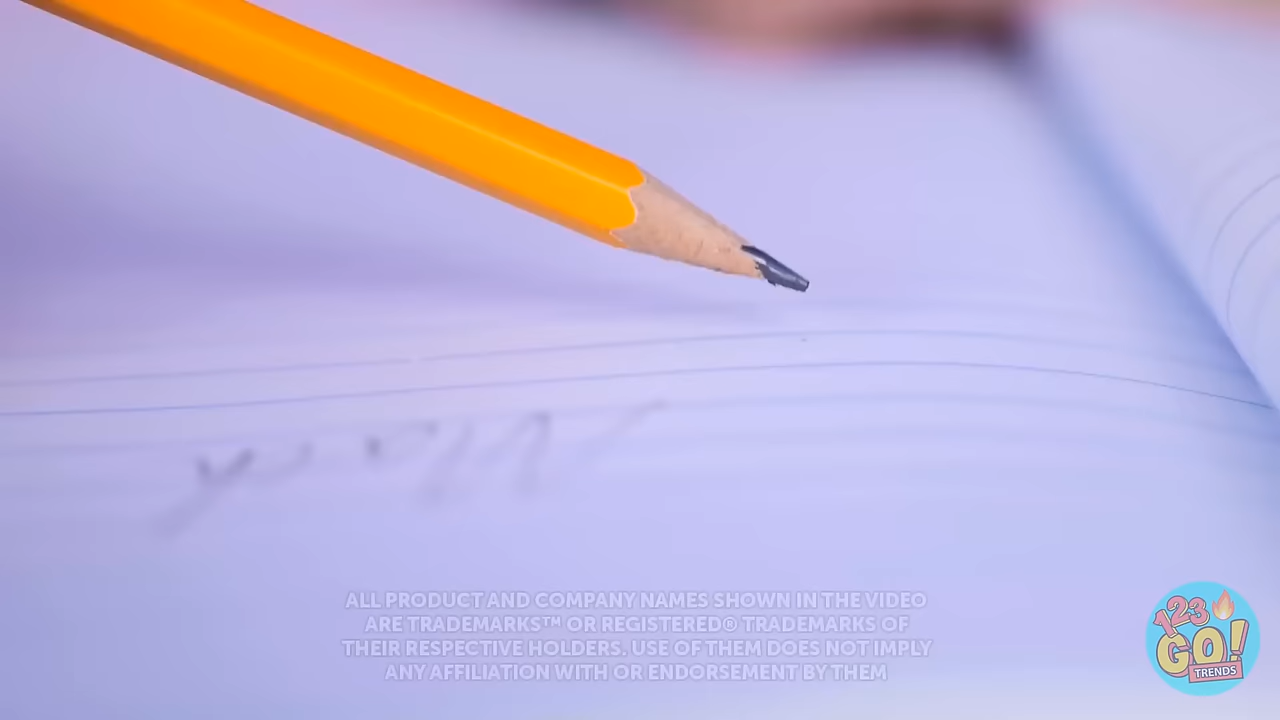 ALL PRODUCT AND COMPANY NAMES SHOWN IN THE VIDEO
ARE TRADEMARKS™ OR REGISTERED® TRADEMARKS OF
THEIR RESPECTIVE HOLDERS. USE OF THEM DOES NOT IMPLY
ANY AFFILIATION WITH OR ENDORSEMENT BY THEM
123
GO!
TRENDS